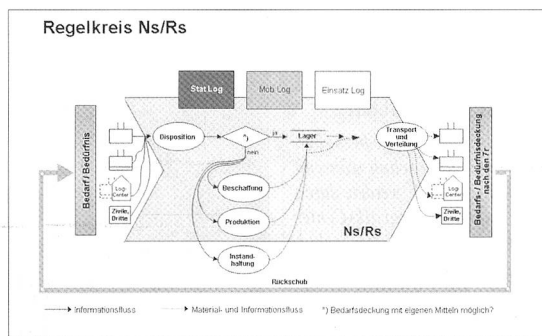 Regelkreis Ns/Rs
Stat Log
Mob Log
Einsatz Log
Bedarf / Bedürfnis
Log
Center
Zivile,
Dritte
Disposition
*)
ja
nein
Lager
Beschaffung
Produktion
Instand-
haltung
Transport
und
Verteilung
Ns/Rs
Log
Center
Zivile,
Dritte
Bedarfs- / Bedürfnisdeckung
nach den 7r
Rückschub
Informationsfluss
Material- und Informationsfluss
*) Bedarfsdeckung mit eigenen Mitteln möglich?